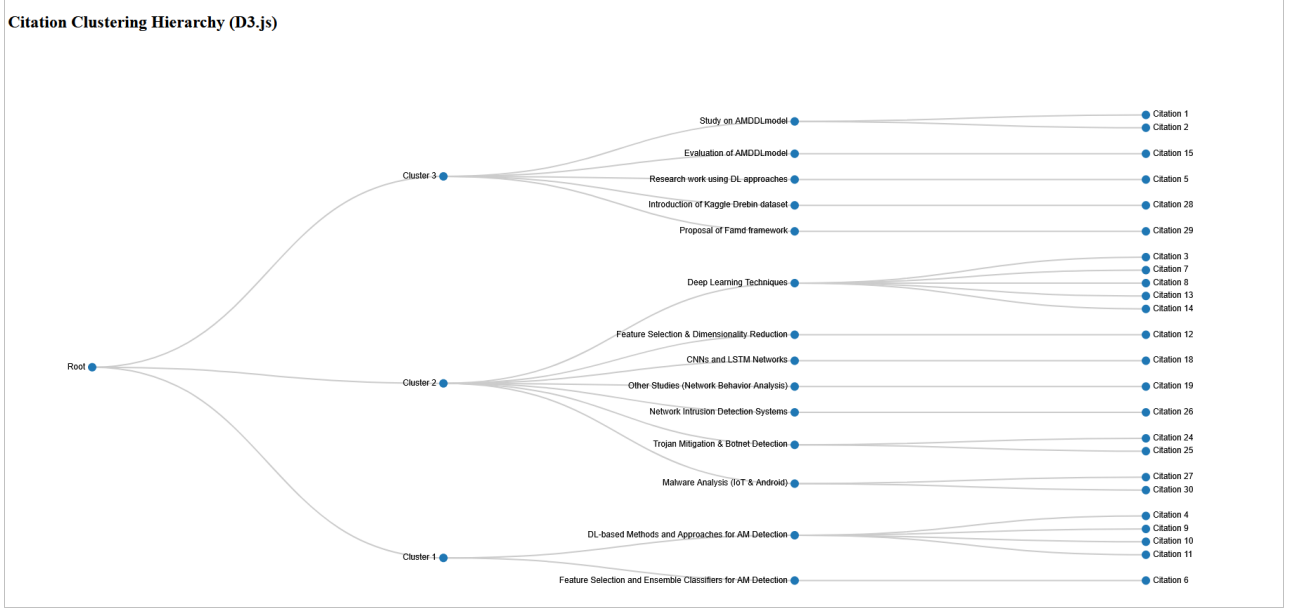 Citation Clustering Hierarchy (D3.js)
Citation 1
Study on AMDDLmodel
Citation 2
Evaluation of AMDDLmodel
Citation 15
Cluster 3
Research work using DL approaches
Citation 5
Introduction of Kaggle Drebin dataset
Citation 28
Proposal of Famd framework
Citation 29
Citation 3
Citation 7
Deep Learning Techniques
Citation 8
Citation 13
Citation 14
Feature Selection & Dimensionality Reduction
Citation 12
CNNs and LSTM Networks
Citation 18
Root
Cluster 2
Other Studies (Network Behavior Analysis)
Citation 19
Network Intrusion Detection Systems
Citation 26
Citation 24
Trojan Mitigation & Botnet Detection
Citation 25
Citation 27
Malware Analysis (IoT & Android)
Citation 30
Citation 4
Citation 9
DL-based Methods and Approaches for AM Detection
Citation 10
Citation 11
Cluster 1
Feature Selection and Ensemble Classifiers for AM Detection
Citation 6